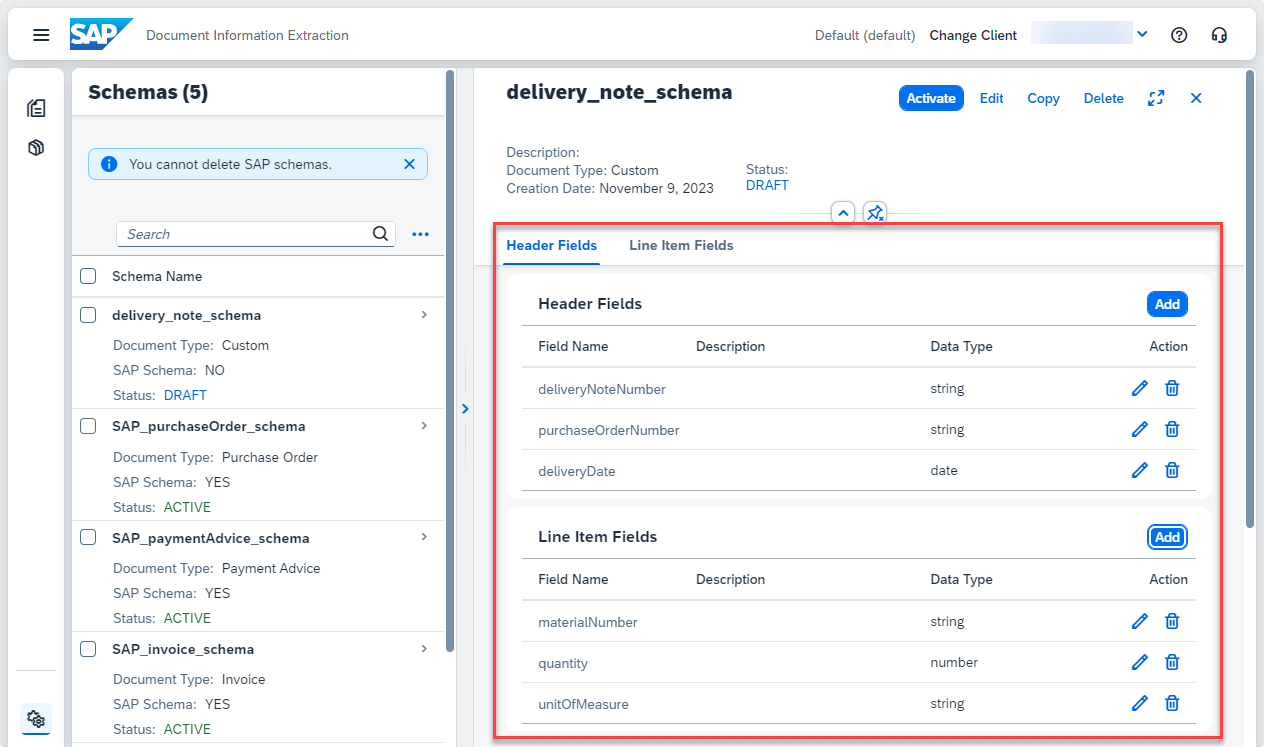 SAP Document Information Extraction Default (default) Change Client
Schemas (5)
You cannot delete SAP schemas.
Search
Schema Name
delivery_note_schema
Document Type: Custom
SAP Schema: NO
Status: DRAFT
SAP_purchaseOrder_schema
Document Type: Purchase Order
SAP Schema: YES
Status: ACTIVE
SAP_paymentAdvice_schema
Document Type: Payment Advice
SAP Schema: YES
Status: ACTIVE
SAP_invoice_schema
Document Type: Invoice
SAP Schema: YES
Status: ACTIVE
delivery_note_schema Activate Edit Copy Delete
Description:
Document Type: Custom
Creation Date: November 9, 2023
Status:
DRAFT
Header Fields Line Item Fields
Header Fields Add
Field Name Description Data Type Action
deliveryNoteNumber string
purchaseOrderNumber string
deliveryDate date
Line Item Fields Add
Field Name Description Data Type Action
materialNumber string
quantity number
unitOfMeasure string